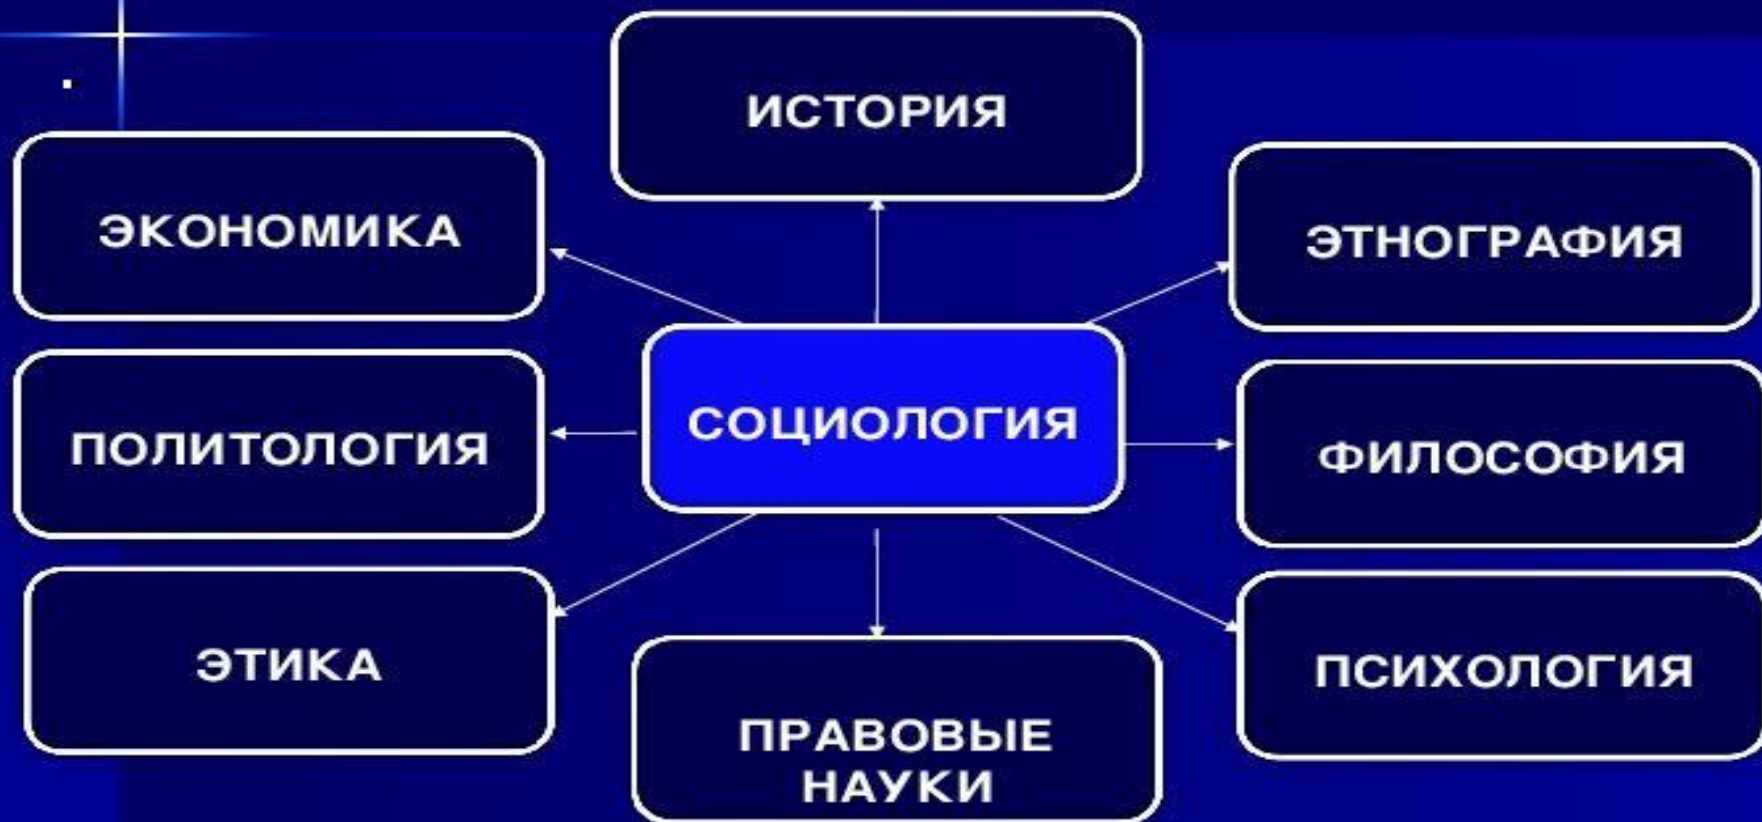 ИСТОРИЯ
ЭКОНОМИКА
ЭТНОГРАФИЯ
СОЦИОЛОГИЯ
ПОЛИТОЛОГИЯ
ФИЛОСОФИЯ
ЭТИКА
ПСИХОЛОГИЯ
ПРАВОВЫЕ
НАУКИ